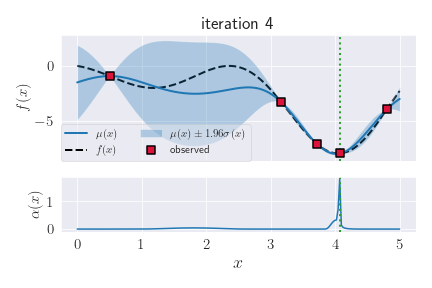 iteration 4
f(x)
0
−5
μ(x)
μ(x) ± 1.96σ(x)
f(x)
observed
α(x)
1
0
0 1 2 3 4 5
x